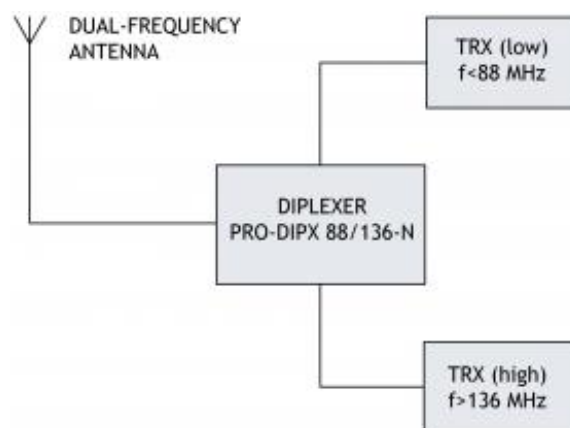 DUAL-FREQUENCY
ANTENNA
TRX (low)
f<88 MHz
DIPLEXER
PRO-DIPX 88/136-N
TRX (high)
f>136 MHz